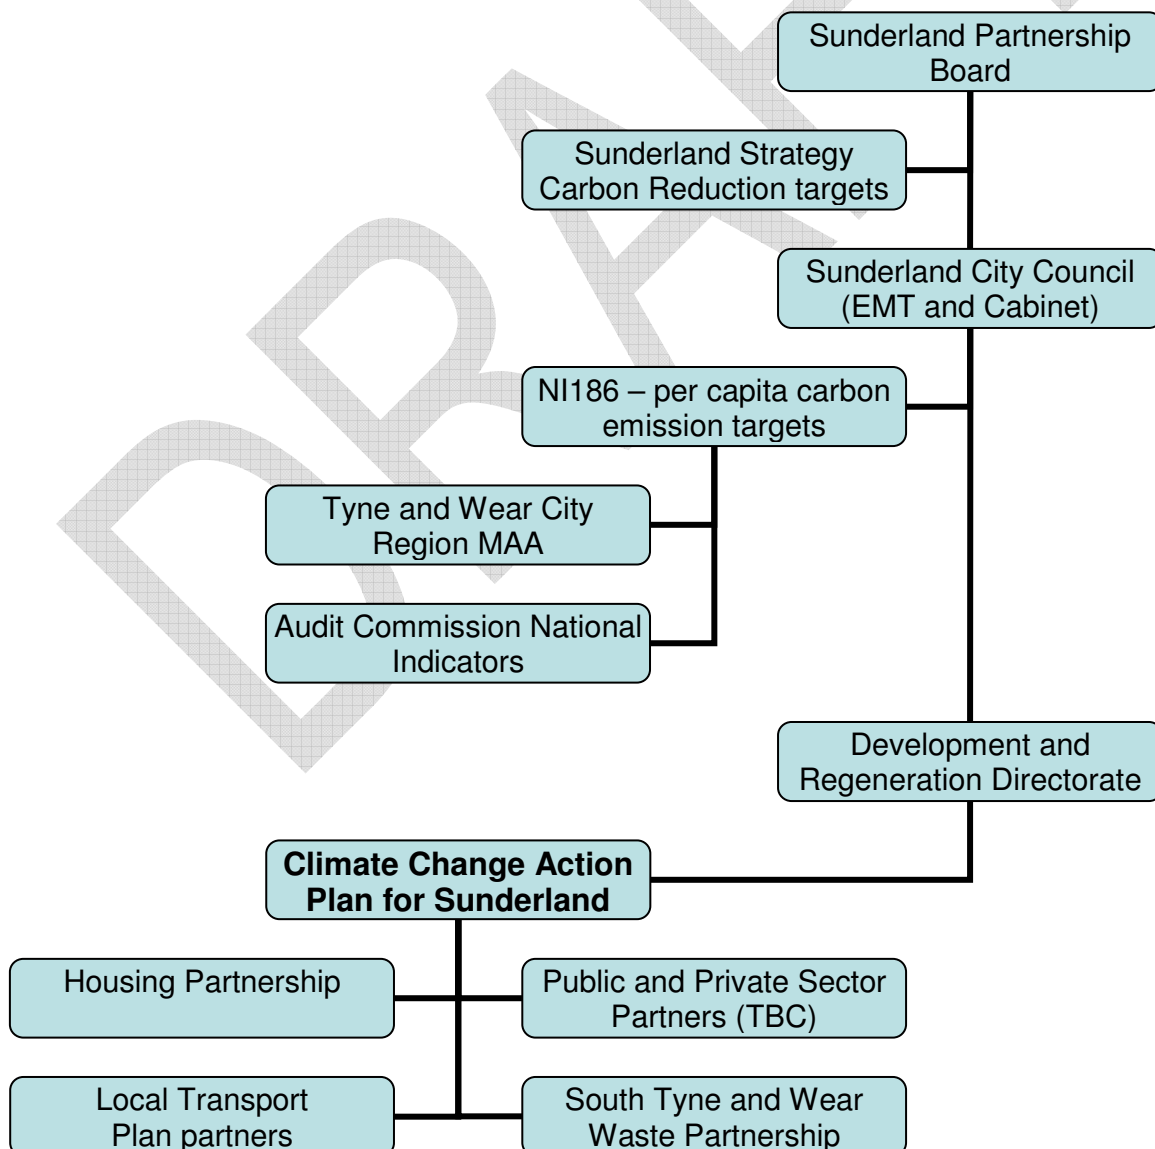 Sunderland Partnership
Board
Sunderland Strategy
Carbon Reduction targets
Sunderland City Council
(EMT and Cabinet)
NI186 – per capita carbon
emission targets
Tyne and Wear City
Region MAA
Audit Commission National
Indicators
Development and
Regeneration Directorate
Climate Change Action
Plan for Sunderland
Housing Partnership
Public and Private Sector
Partners (TBC)
Local Transport
Plan partners
South Tyne and Wear
Waste Partnership